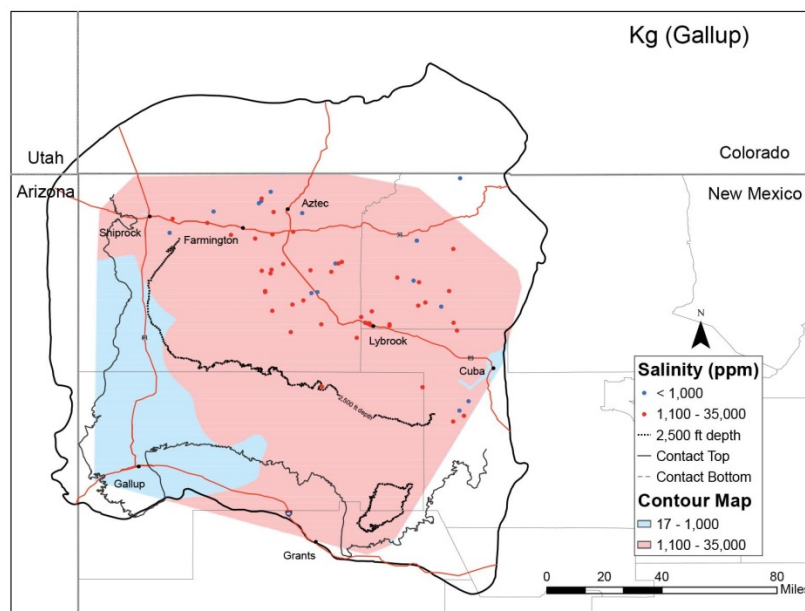 Kg (Gallup)
Utah
Colorado
Arizona
New Mexico
Aztec
Shiprock
Farmington
Lybrook
Cuba
2,500 ft depth
Gallup
Grants
N
Salinity (ppm)
< 1,000
1,100 - 35,000
2,500 ft depth
Contact Top
Contact Bottom
Contour Map
17 - 1,000
1,100 - 35,000
0 20 40 80
Miles